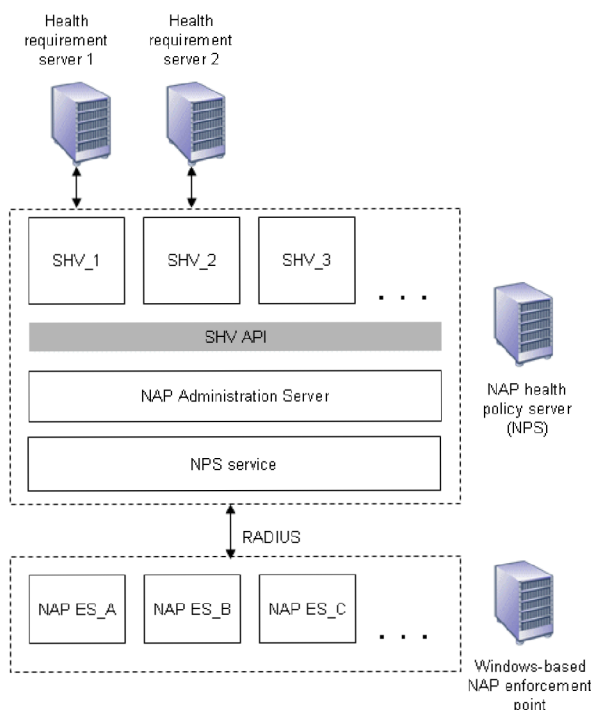 Health
requirement
server 1
Health
requirement
server 2
SHV_1
SHV_2
SHV_3
. . .
SHV API
NAP Administration Server
NPS service
NAP health
policy server
(NPS)
RADIUS
NAP ES_A
NAP ES_B
NAP ES_C
. . .
Windows-based
NAP enforcement
point